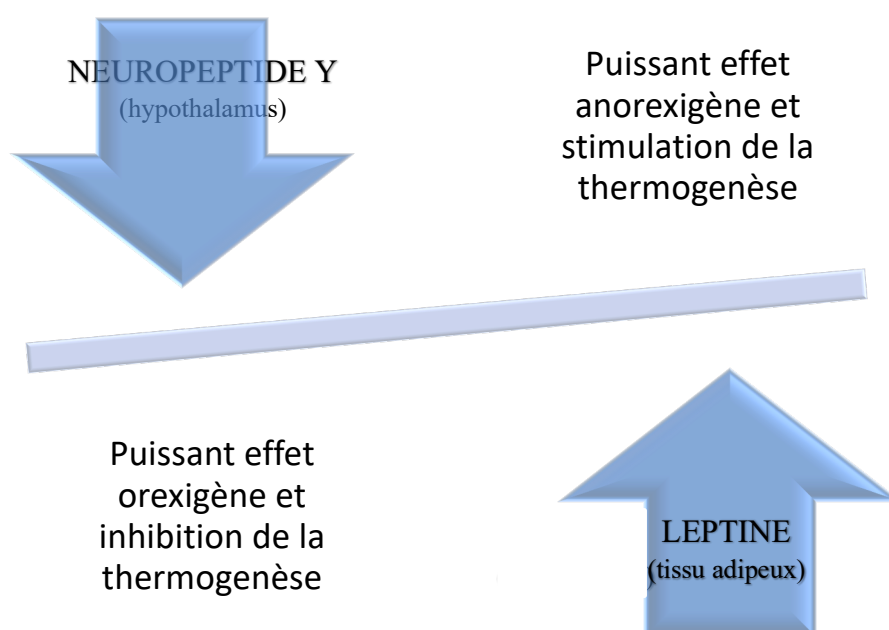 NEUROPEPTIDE Y
(hypothalamus)
Puissant effet
anorexigène et
stimulation de la
thermogenèse
Puissant effet
orexigène et
inhibition de la
thermogenèse
LEPTINE
(tissu adipeux)